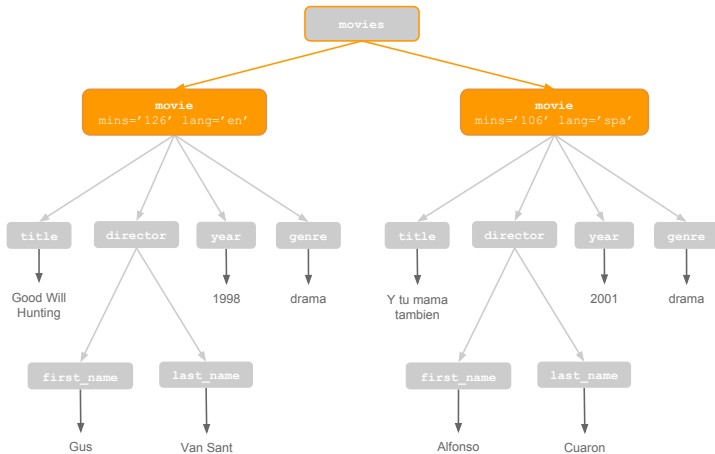 movies
movie
mins='126' lang='en'
movie
mins='106' lang='spa'
title
director
year
genre
title
director
year
genre
Good Will
Hunting
1998
drama
Y tu mama
tambien
2001
drama
first_name
last_name
first_name
last_name
Gus
Van Sant
Alfonso
Cuaron